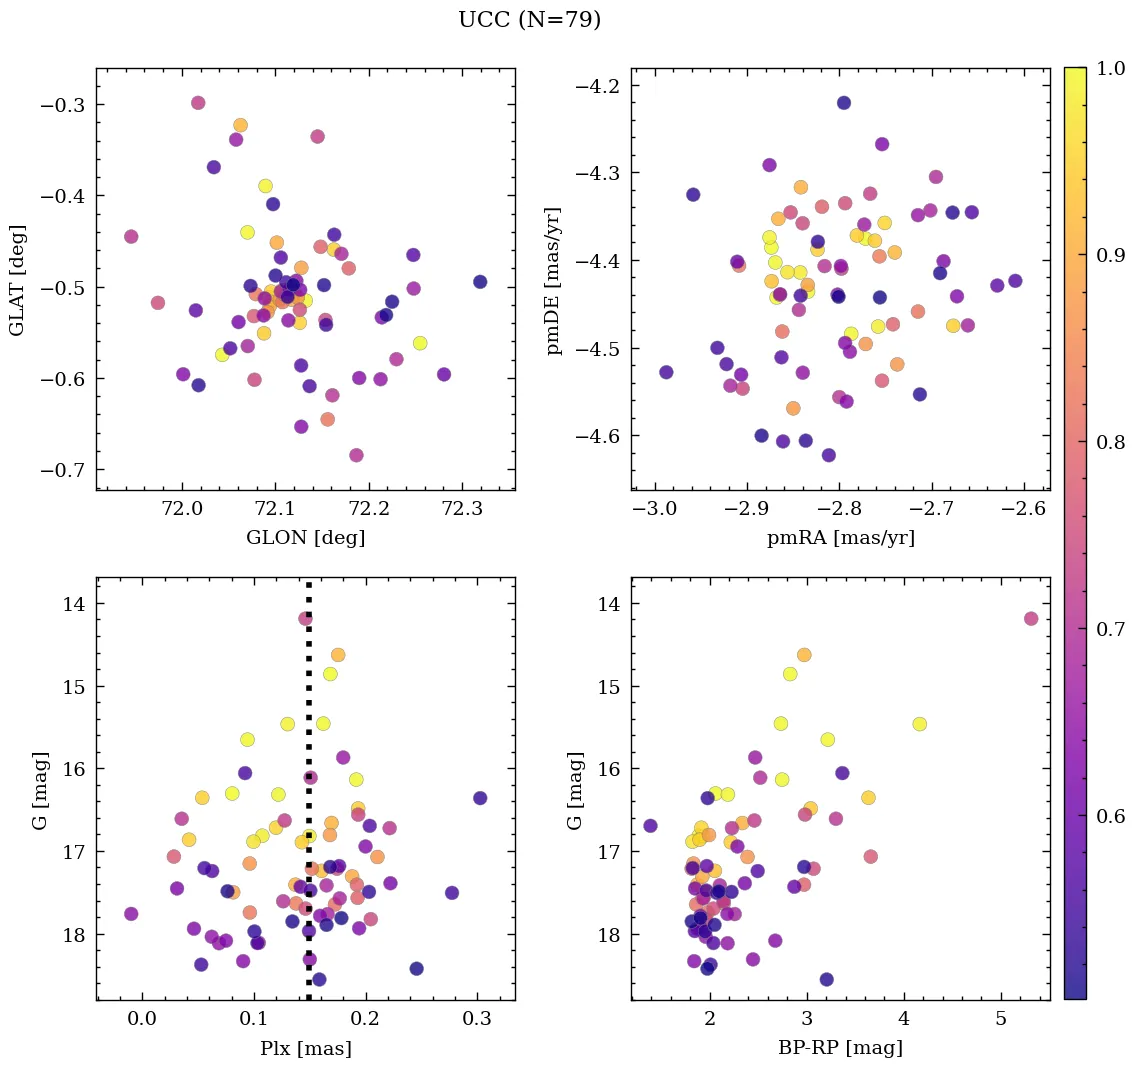 UCC (N=79)
−0.3
−0.4
−0.5
−0.6
−0.7
GLAT [deg]
72.0 72.1 72.2 72.3
GLON [deg]
−4.2
−4.3
−4.4
−4.5
−4.6
pmDE [mas/yr]
−3.0 −2.9 −2.8 −2.7 −2.6
pmRA [mas/yr]
1.0
0.9
0.8
0.7
0.6
14
15
16
17
18
G [mag]
0.0 0.1 0.2 0.3
Plx [mas]
14
15
16
17
18
G [mag]
2 3 4 5
BP-RP [mag]